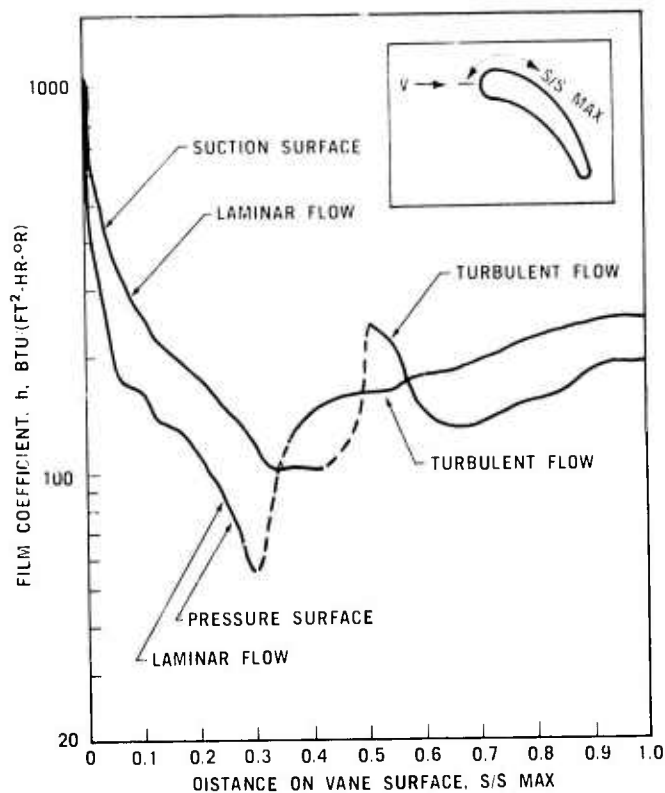 1000
100
20
FILM COEFFICIENT, h, BTU/(FT²-HR-°R)
SUCTION SURFACE
LAMINAR FLOW
V
S/S MAX
TURBULENT FLOW
TURBULENT FLOW
PRESSURE SURFACE
LAMINAR FLOW
0 0.1 0.2 0.3 0.4 0.5 0.6 0.7 0.8 0.9 1.0
DISTANCE ON VANE SURFACE, S/S MAX